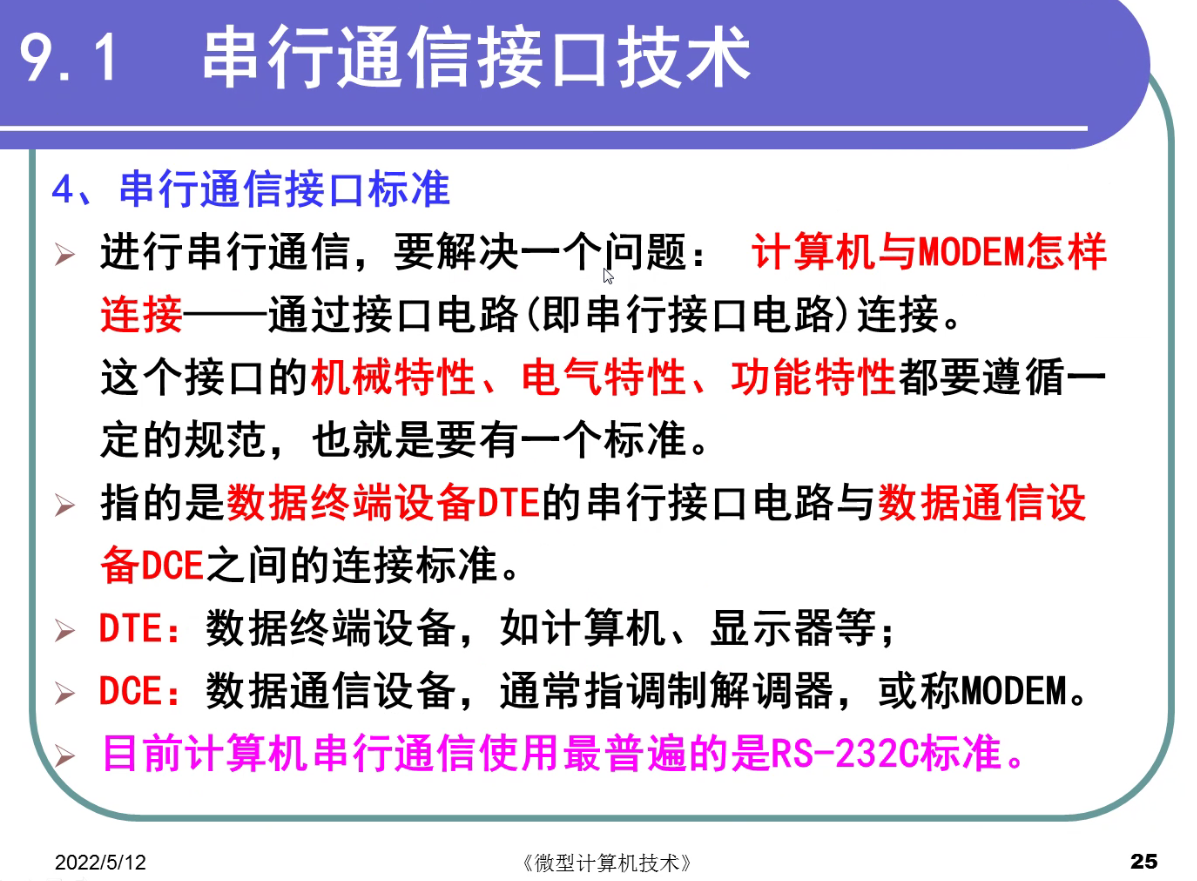 9.1 串行通信接口技术
4、串行通信接口标准
进行串行通信，要解决一个问题： 计算机与MODEM怎样
连接——通过接口电路(即串行接口电路)连接。
这个接口的机械特性、电气特性、功能特性都要遵循一
定的规范，也就是要有一个标准。
指的是数据终端设备DTE的串行接口电路与数据通信设
备DCE之间的连接标准。
DTE：数据终端设备，如计算机、显示器等；
DCE：数据通信设备，通常指调制解调器，或称MODEM。
目前计算机串行通信使用最普遍的是RS-232C标准。
2022/5/12 《微型计算机技术》 25